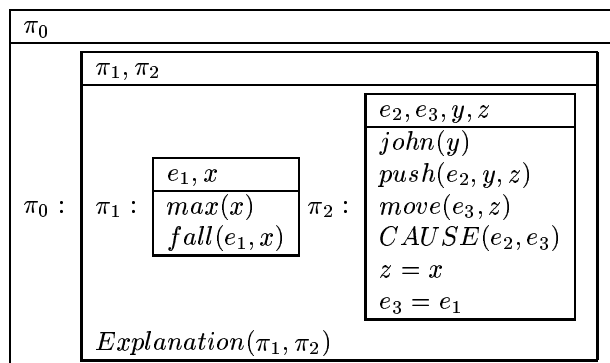 π₀
π₁, π₂
e₂, e₃, y, z
john(y)
e₁, x
push(e₂, y, z)
π₀ : π₁ : max(x) π₂ : move(e₃, z)
fall(e₁, x)
CAUSE(e₂, e₃)
z = x
e₃ = e₁
Explanation(π₁, π₂)